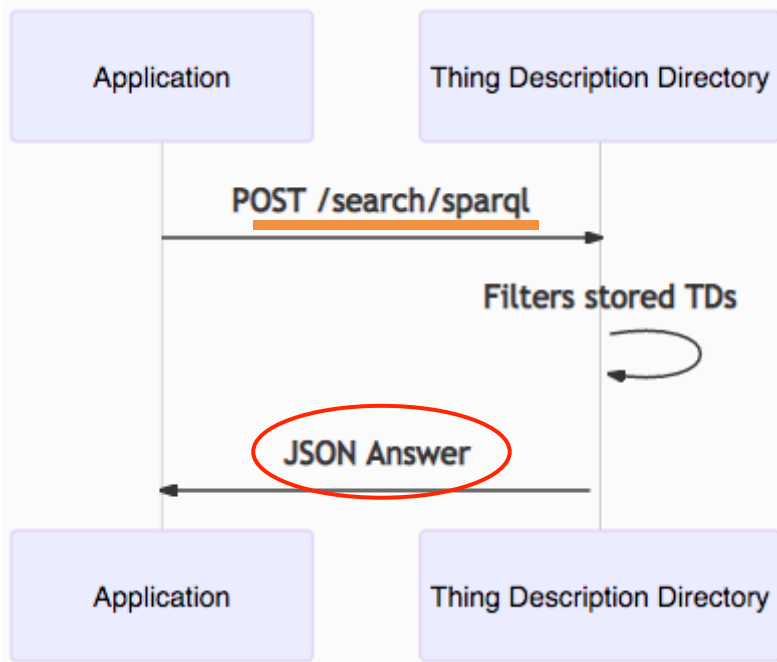 Application
Thing Description Directory
POST /search/sparql
Filters stored TDs
JSON Answer
Application
Thing Description Directory